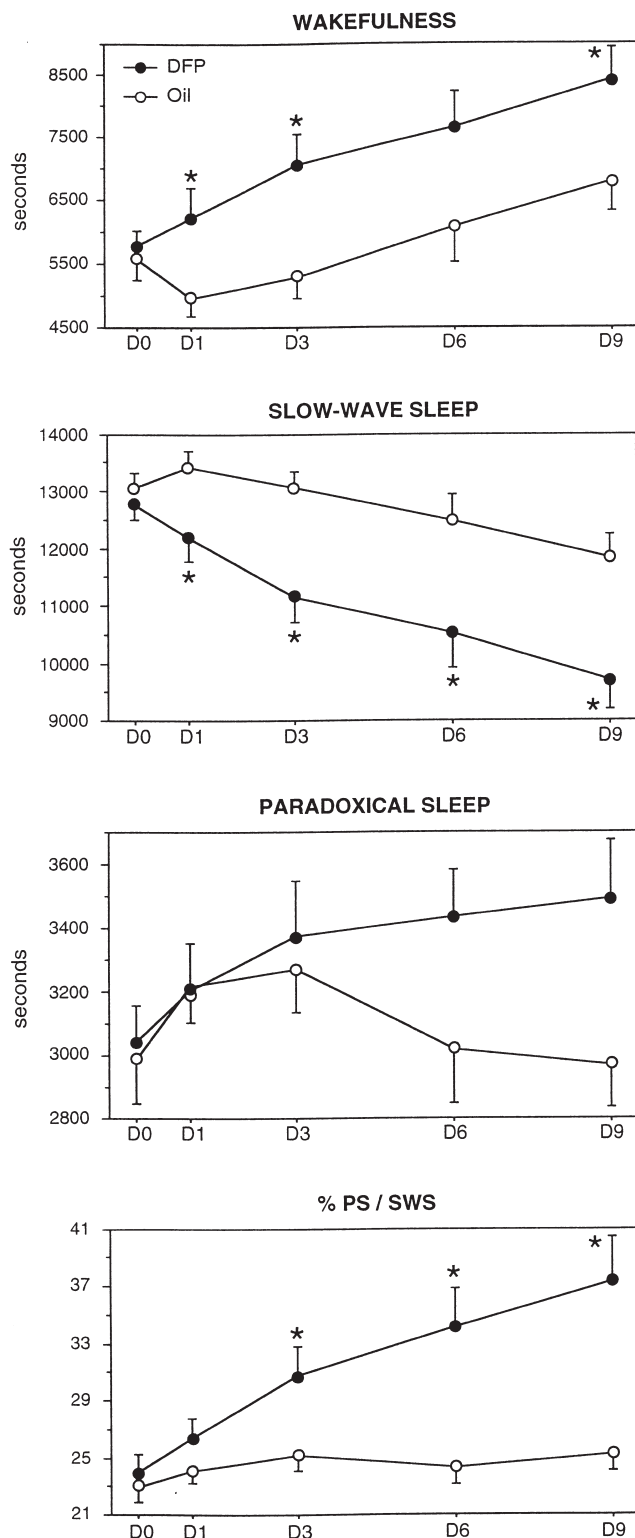 WAKEFULNESS
8500
7500
6500
5500
4500
seconds
DFP
Oil
*
*
*
D0 D1 D3 D6 D9
SLOW-WAVE SLEEP
14000
13000
12000
11000
10000
9000
seconds
*
*
*
*
D0 D1 D3 D6 D9
PARADOXICAL SLEEP
3600
3400
3200
3000
2800
seconds
D0 D1 D3 D6 D9
% PS / SWS
41
37
33
29
25
21
*
*
*
D0 D1 D3 D6 D9